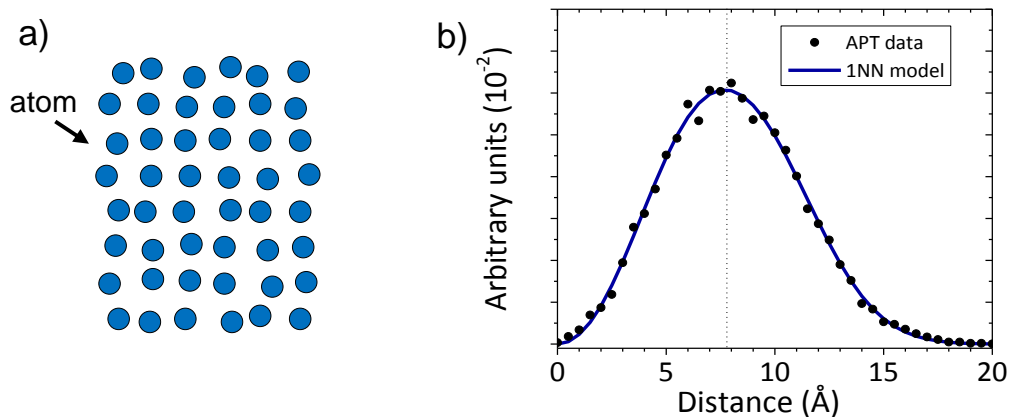 a)
atom
b)
APT data
1NN model
Arbitrary units (10⁻²)
0 5 10 15 20
Distance (Å)